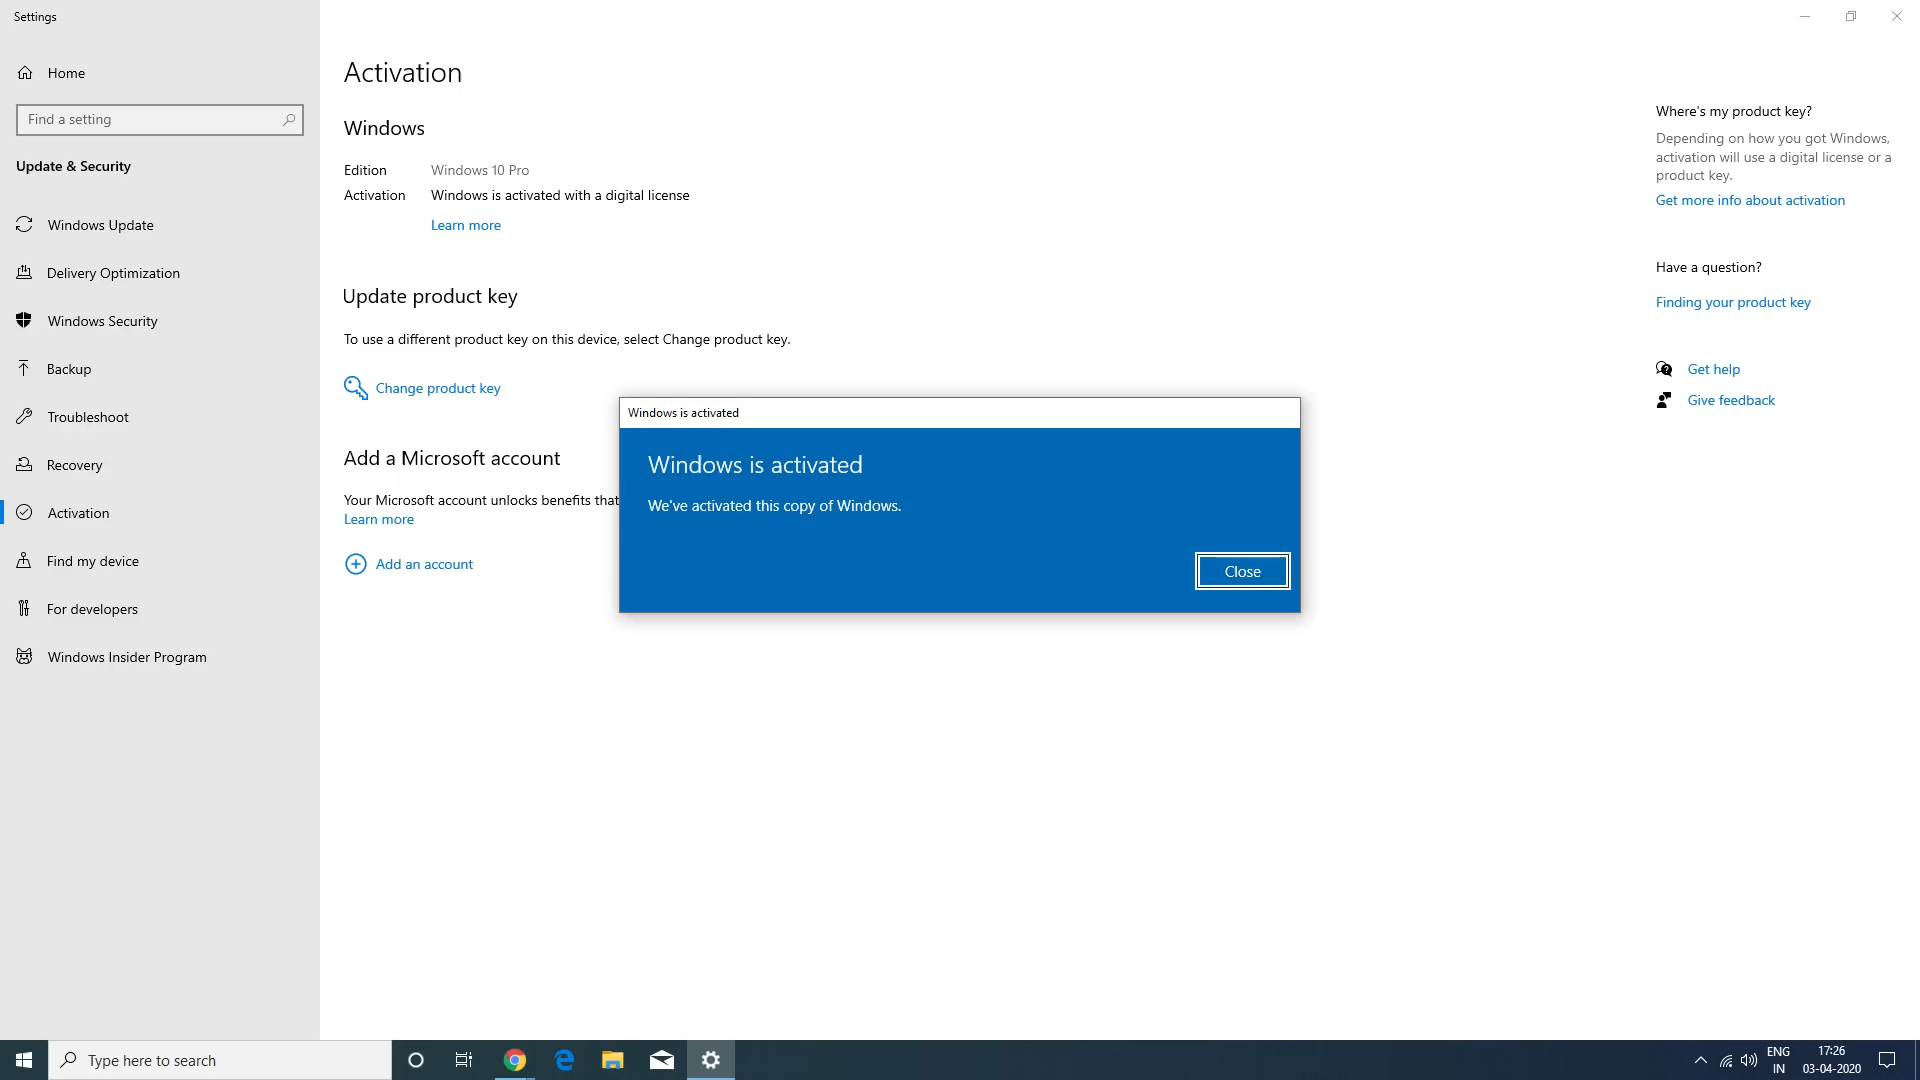 Settings
Home
Find a setting
Update & Security
Windows Update
Delivery Optimization
Windows Security
Backup
Troubleshoot
Recovery
Activation
Find my device
For developers
Windows Insider Program
Activation
Windows
Edition Windows 10 Pro
Activation Windows is activated with a digital license
Learn more
Update product key
To use a different product key on this device, select Change product key.
Change product key
Add a Microsoft account
Your Microsoft account unlocks benefits that
Learn more
Add an account
Windows is activated
Windows is activated
We've activated this copy of Windows.
Close
Where's my product key?
Depending on how you got Windows,
activation will use a digital license or a
product key.
Get more info about activation
Have a question?
Finding your product key
Get help
Give feedback
Type here to search
ENG
IN
17:26
03-04-2020